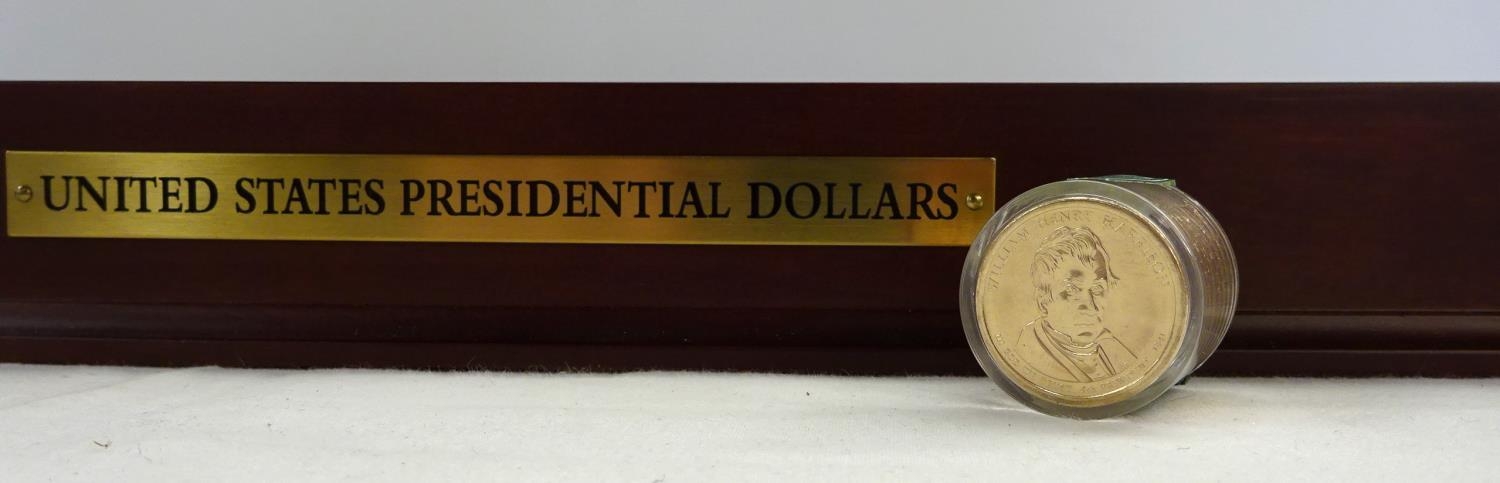 UNITED STATES PRESIDENTIAL DOLLARS
WILLIAM HENRY HARRISON